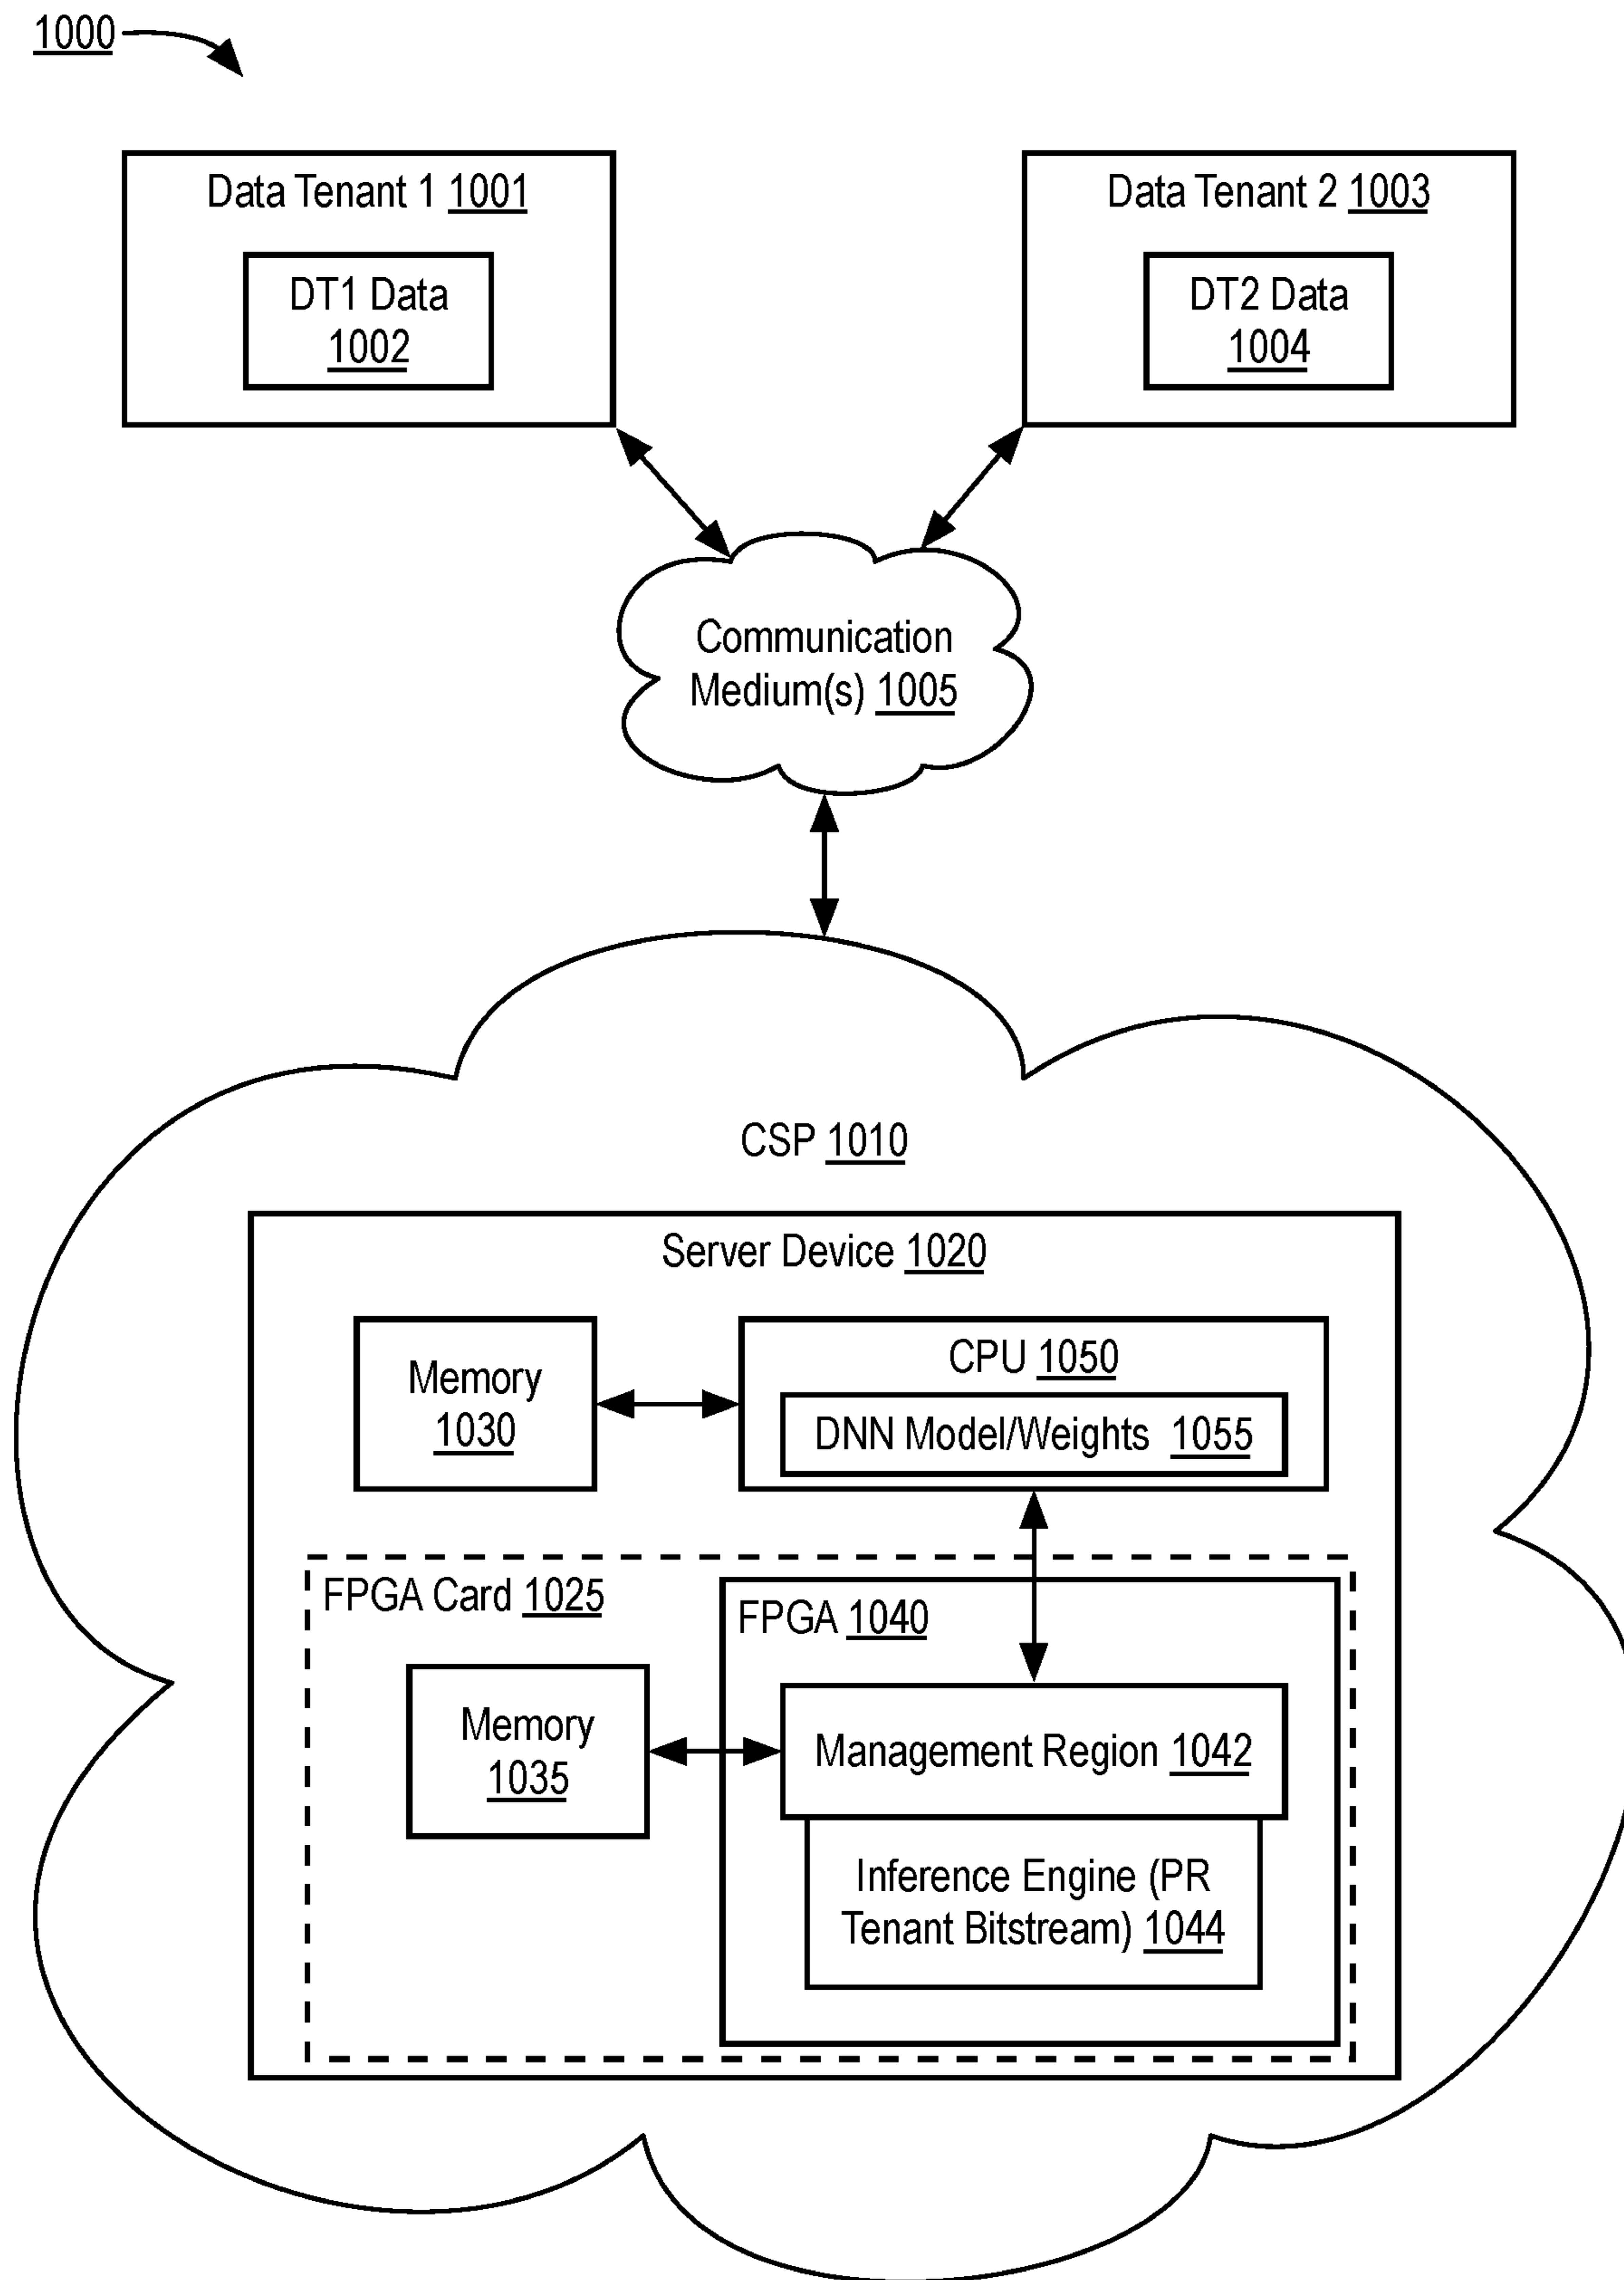 1000
Data Tenant 1 1001
DT1 Data
1002
Data Tenant 2 1003
DT2 Data
1004
Communication
Medium(s) 1005
CSP 1010
Server Device 1020
Memory
1030
CPU 1050
DNN Model/Weights 1055
FPGA Card 1025
FPGA 1040
Memory
1035
Management Region 1042
Inference Engine (PR
Tenant Bitstream) 1044